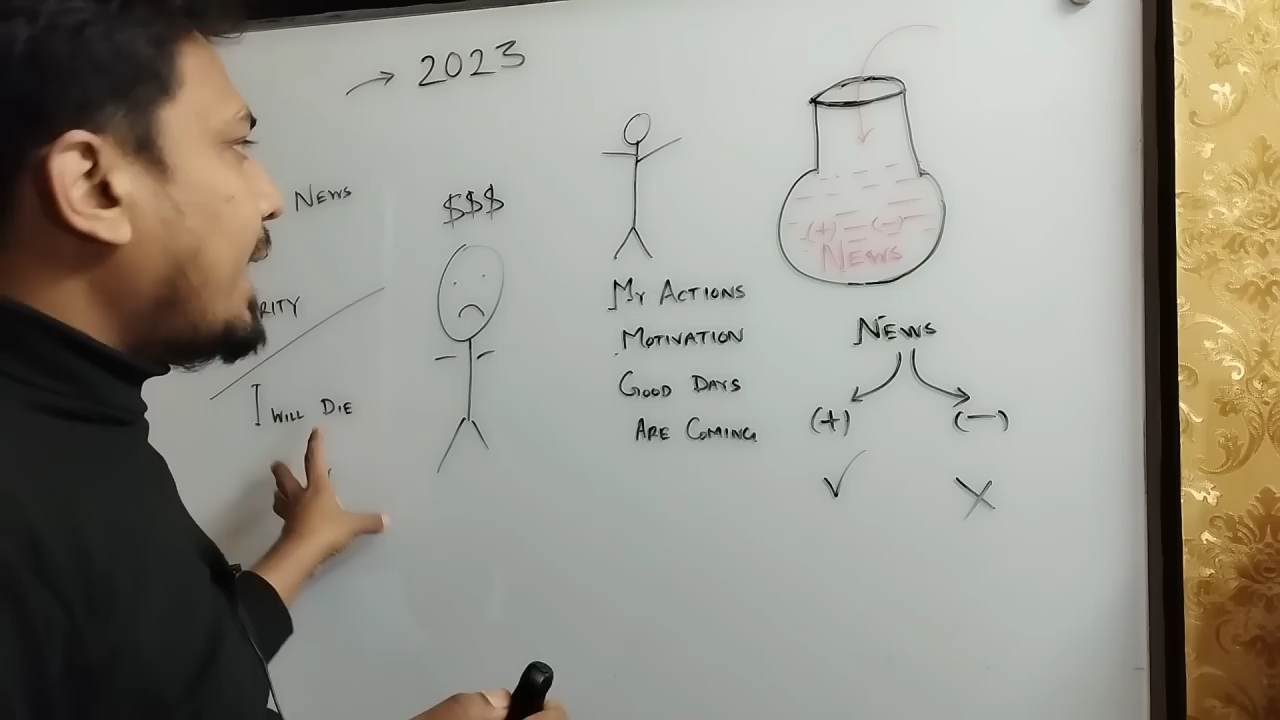 2023
News
$$$
RITY
I WILL DIE
MY ACTIONS
MOTIVATION
GOOD DAYS
ARE COMING
(+) (-)
NEWS
NEWS
(+) (-)